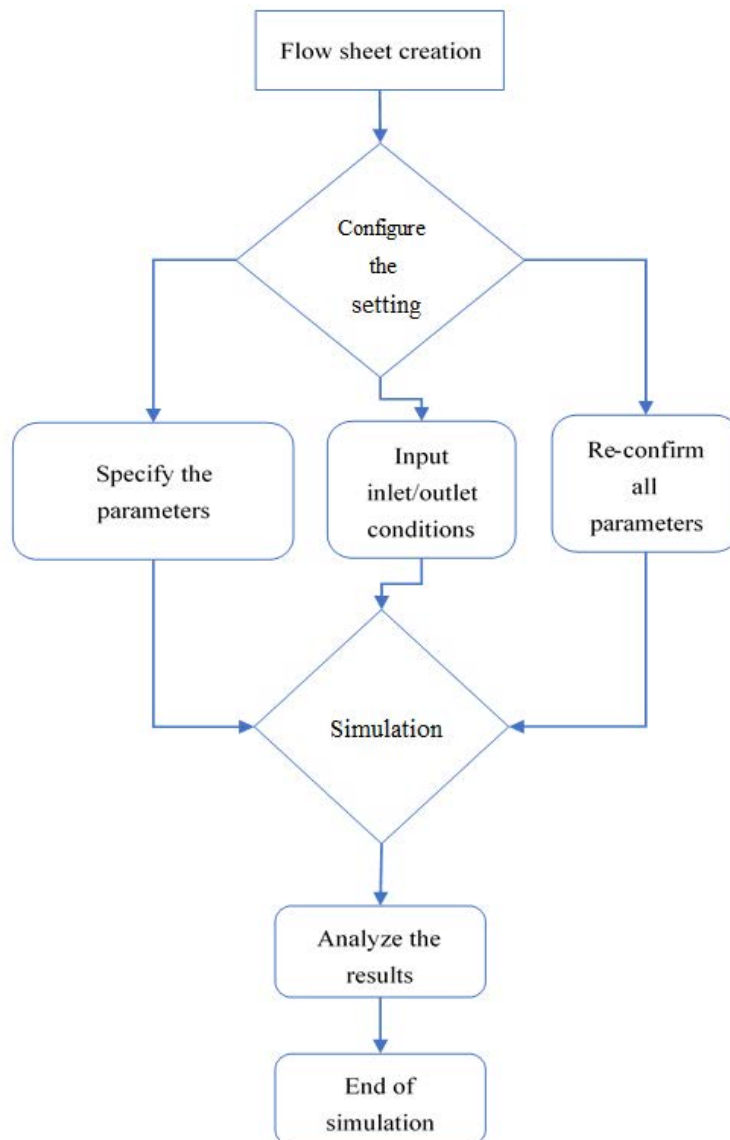 Flow sheet creation
Configure
the
setting
Specify the
parameters
Input
inlet/outlet
conditions
Re-confirm
all
parameters
Simulation
Analyze the
results
End of
simulation